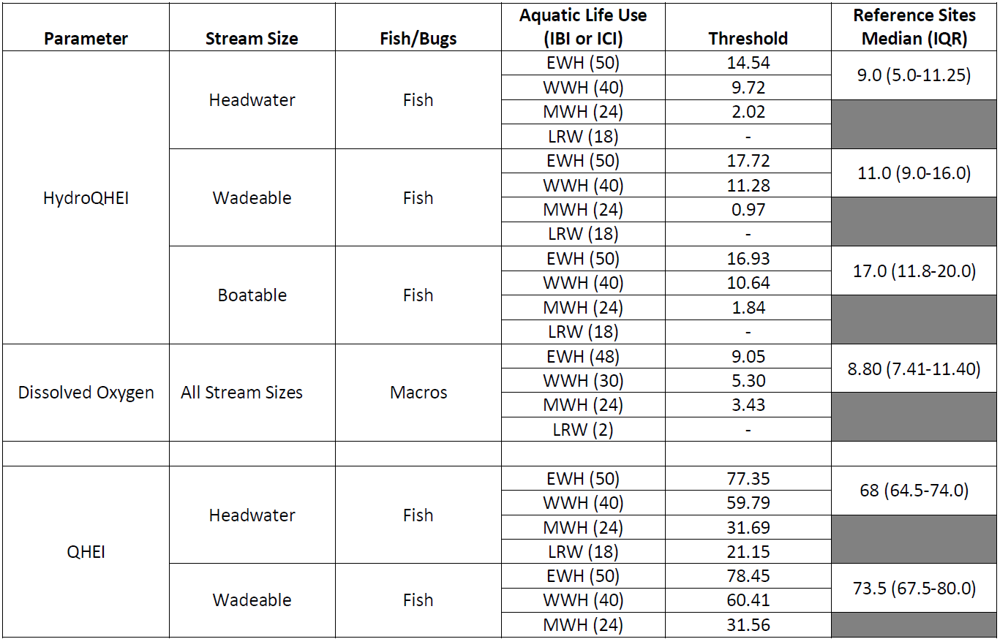 Parameter Stream Size Fish/Bugs Aquatic Life Use (IBI or ICI) Threshold Reference Sites Median (IQR)
HydroQHEI Headwater Fish EWH (50) 14.54 9.0 (5.0-11.25)
WWH (40) 9.72
MWH (24) 2.02
LRW (18) -
Wadeable Fish EWH (50) 17.72 11.0 (9.0-16.0)
WWH (40) 11.28
MWH (24) 0.97
LRW (18) -
Boatable Fish EWH (50) 16.93 17.0 (11.8-20.0)
WWH (40) 10.64
MWH (24) 1.84
LRW (18) -
Dissolved Oxygen All Stream Sizes Macros EWH (48) 9.05 8.80 (7.41-11.40)
WWH (30) 5.30
MWH (24) 3.43
LRW (2) -
QHEI Headwater Fish EWH (50) 77.35 68 (64.5-74.0)
WWH (40) 59.79
MWH (24) 31.69
LRW (18) 21.15
Wadeable Fish EWH (50) 78.45 73.5 (67.5-80.0)
WWH (40) 60.41
MWH (24) 31.56